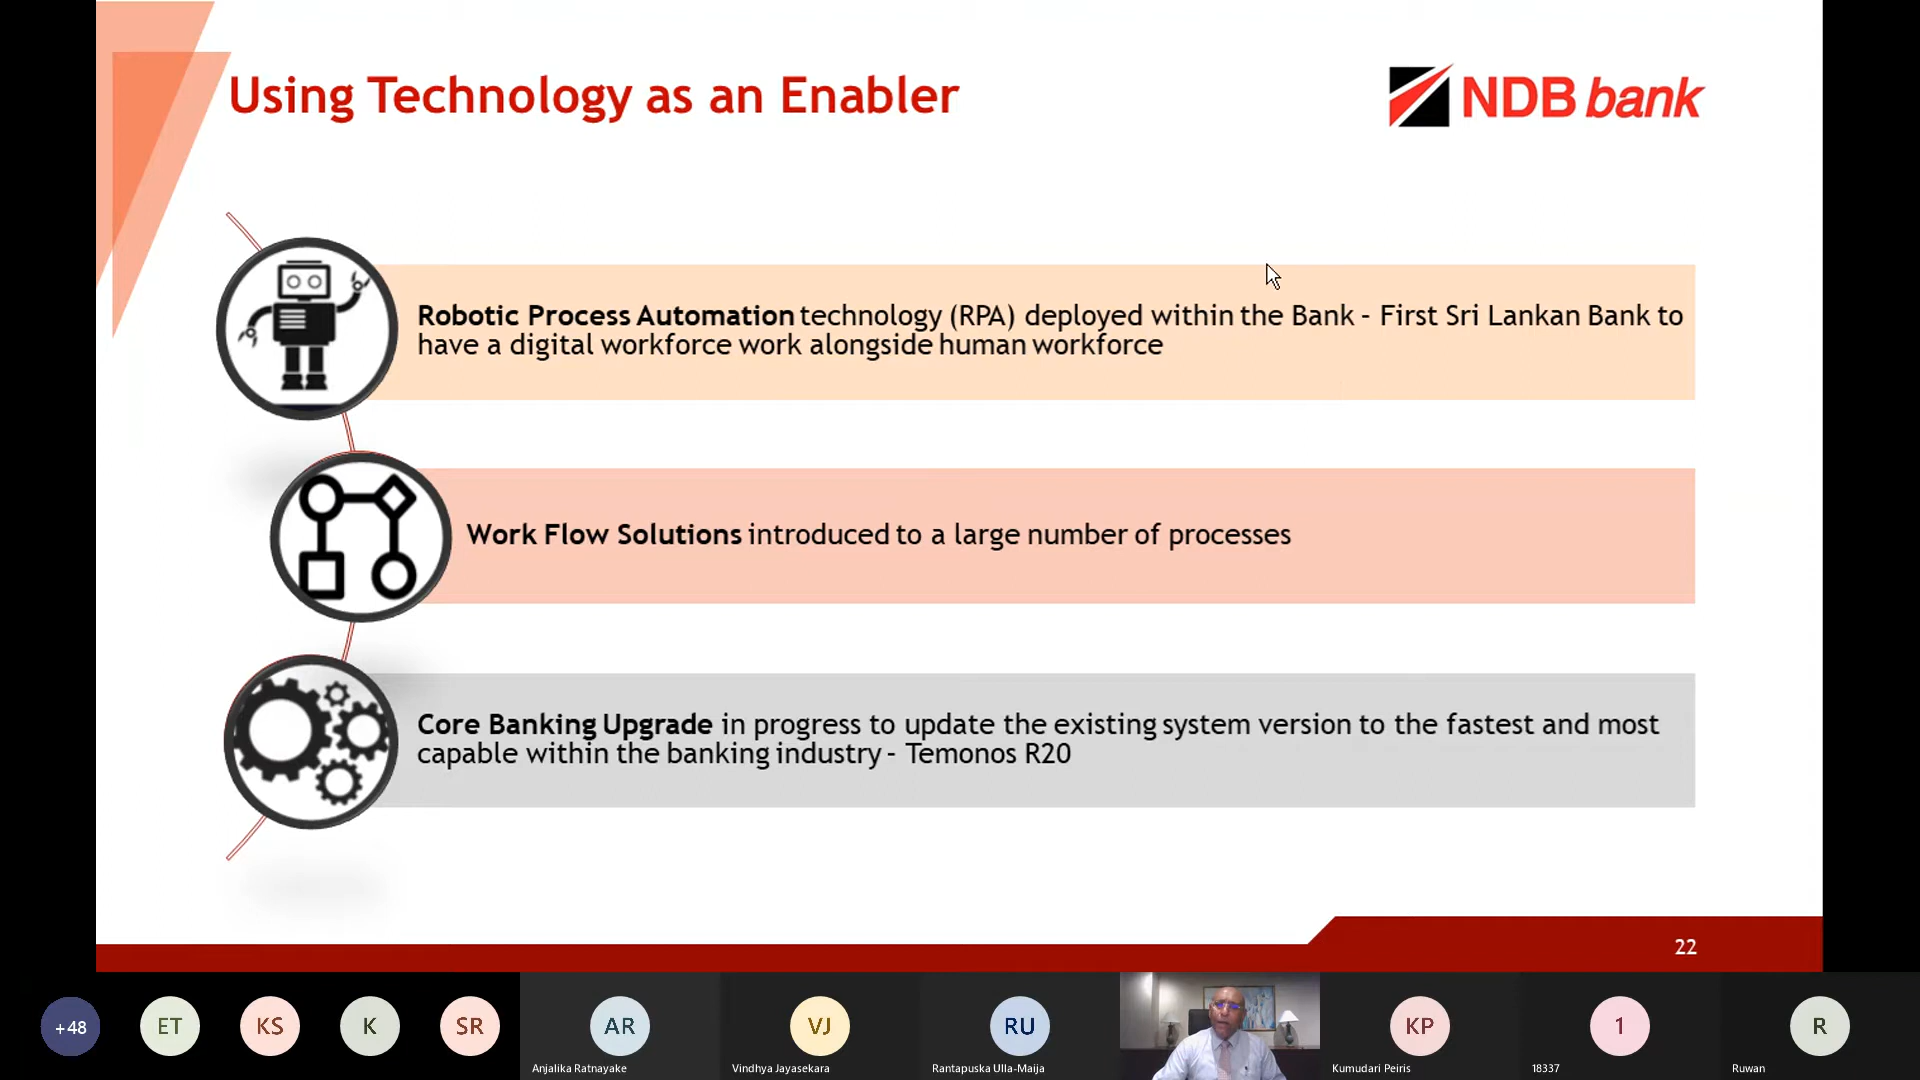 Using Technology as an Enabler
NDB bank
Robotic Process Automation technology (RPA) deployed within the Bank - First Sri Lankan Bank to
have a digital workforce work alongside human workforce
Work Flow Solutions introduced to a large number of processes
Core Banking Upgrade in progress to update the existing system version to the fastest and most
capable within the banking industry - Temonos R20
22
+48
ET
KS
K
SR
AR
VJ
RU
KP
1
R
Anjalika Ratnayake
Vindhya Jayasekara
Rantapuska Ulla-Maija
Kumudari Peiris
18337
Ruwan